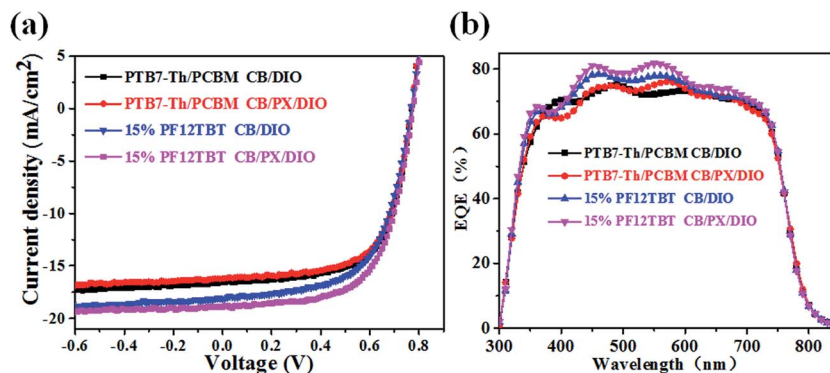 (a)
PTB7-Th/PCBM CB/DIO
PTB7-Th/PCBM CB/PX/DIO
15% PF12TBT CB/DIO
15% PF12TBT CB/PX/DIO
Current density (mA/cm²)
5
0
-5
-10
-15
-20
-0.6 -0.4 -0.2 0.0 0.2 0.4 0.6 0.8
Voltage (V)
(b)
PTB7-Th/PCBM CB/DIO
PTB7-Th/PCBM CB/PX/DIO
15% PF12TBT CB/DIO
15% PF12TBT CB/PX/DIO
EQE (%)
80
60
40
20
0
300 400 500 600 700 800
Wavelength (nm)